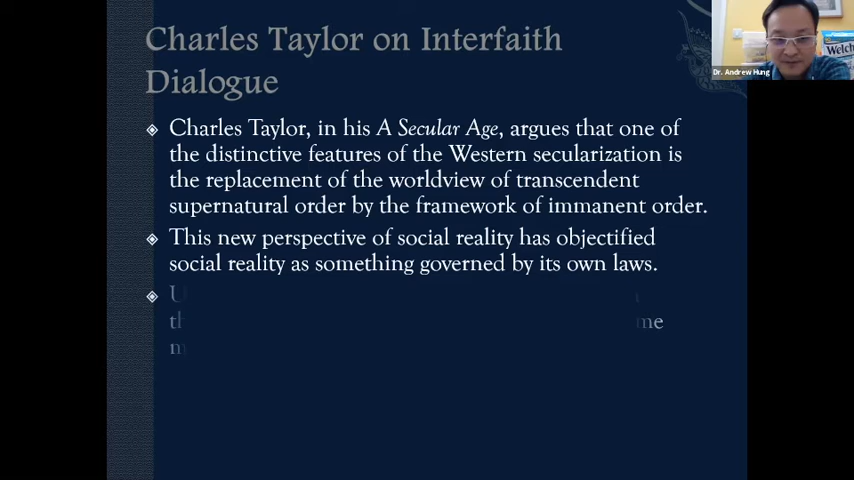 Charles Taylor on Interfaith
Dialogue
Charles Taylor, in his A Secular Age, argues that one of
the distinctive features of the Western secularization is
the replacement of the worldview of transcendent
supernatural order by the framework of immanent order.
This new perspective of social reality has objectified
social reality as something governed by its own laws.
Dr. Andrew Hung
Welch